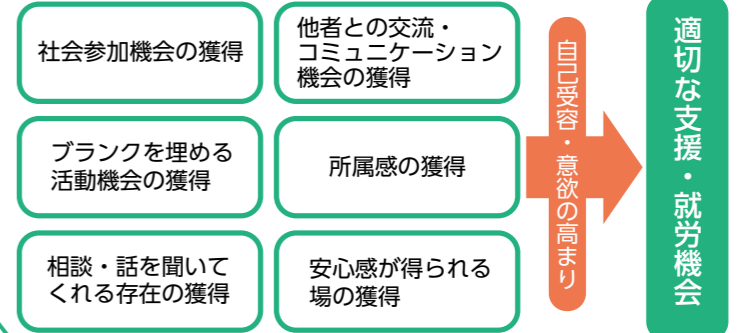 社会参加機会の獲得
他者との交流・
コミュニケーション
機会の獲得
ブランクを埋める
活動機会の獲得
所属感の獲得
相談・話を聞いて
くれる存在の獲得
安心感が得られる
場の獲得
自己受容・意欲の高まり
適切な支援・就労機会